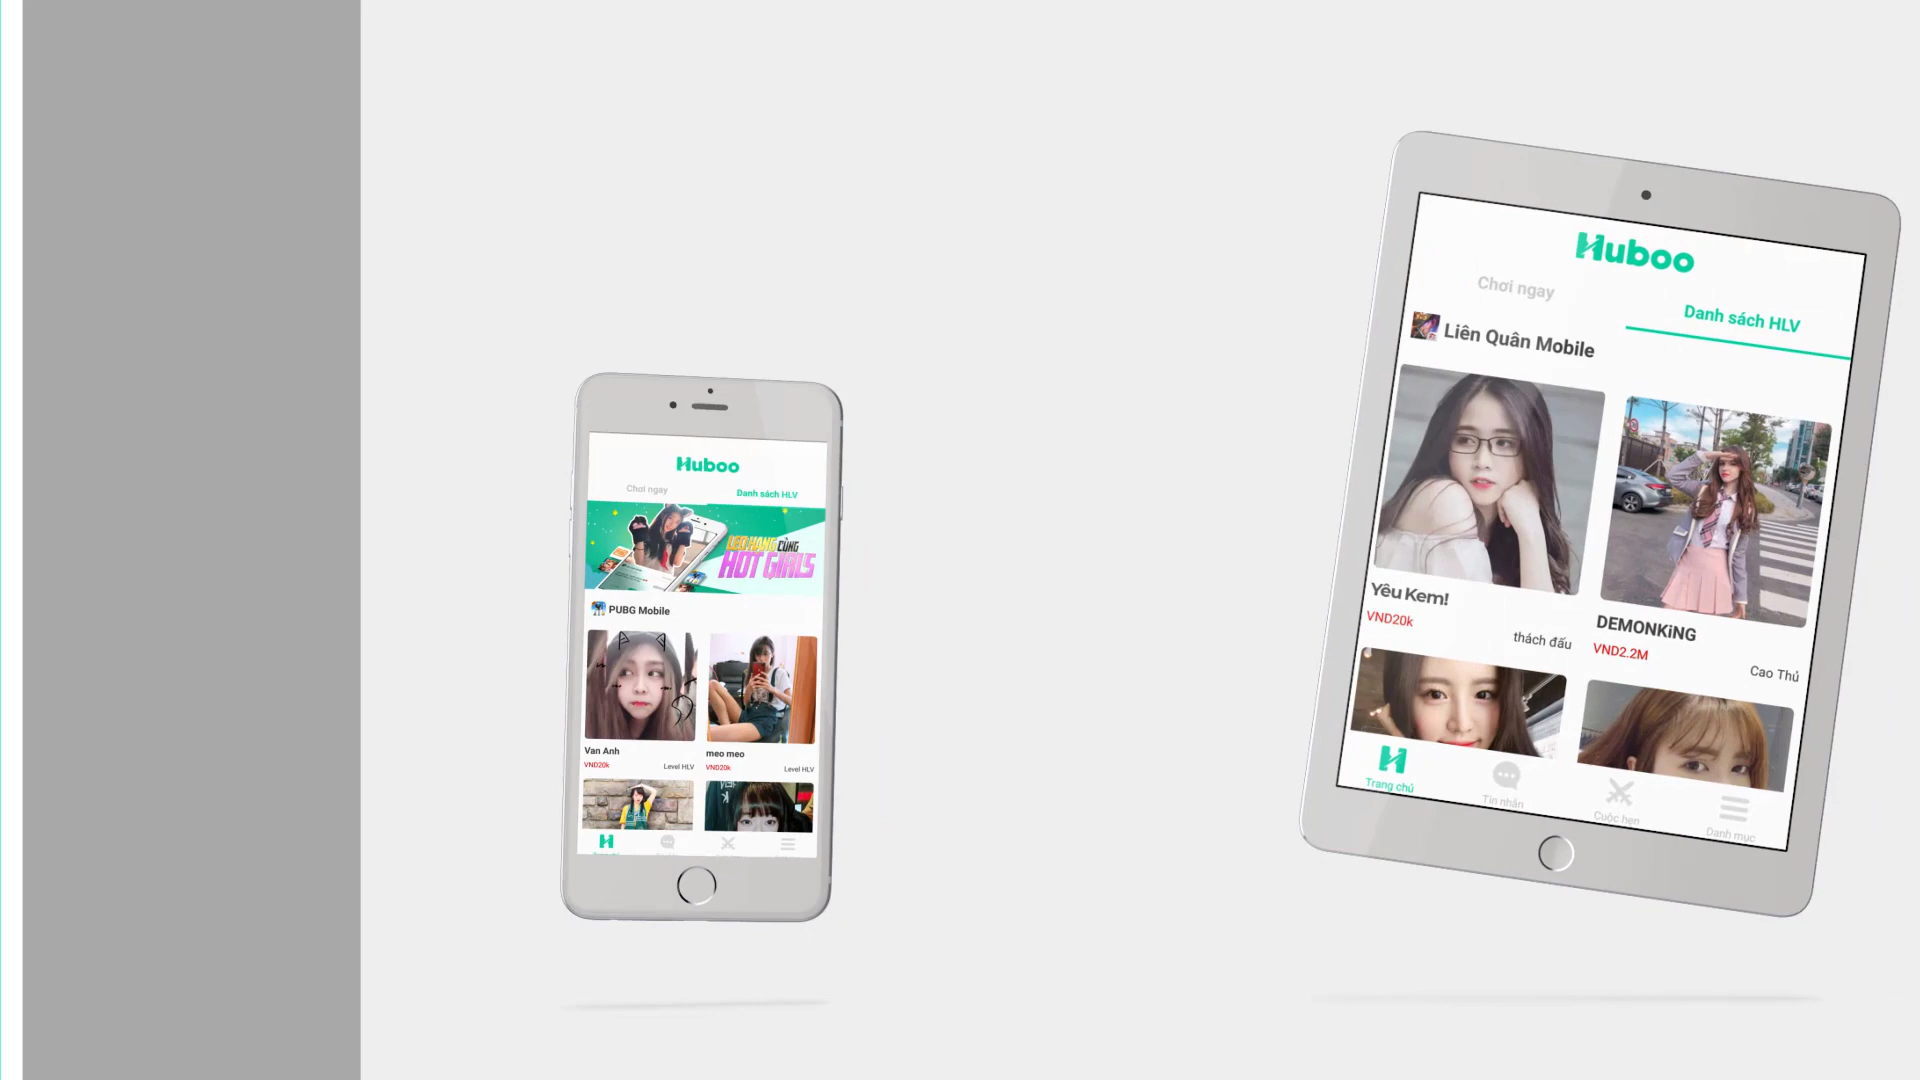 Huboo
Chơi ngay
Danh sách HLV
LEO HẠNG CÙNG
HOT GIRLS
PUBG Mobile
Van Anh
meo meo
VND20k
Level HLV
VND20k
Level HLV
Huboo
Chơi ngay
Danh sách HLV
Liên Quân Mobile
Yêu Kem!
VND20k
thách đấu
DEMONKiNG
VND2.2M
Cao Thủ
Trang chủ
Tin nhắn
Cuộc hẹn
Danh mục